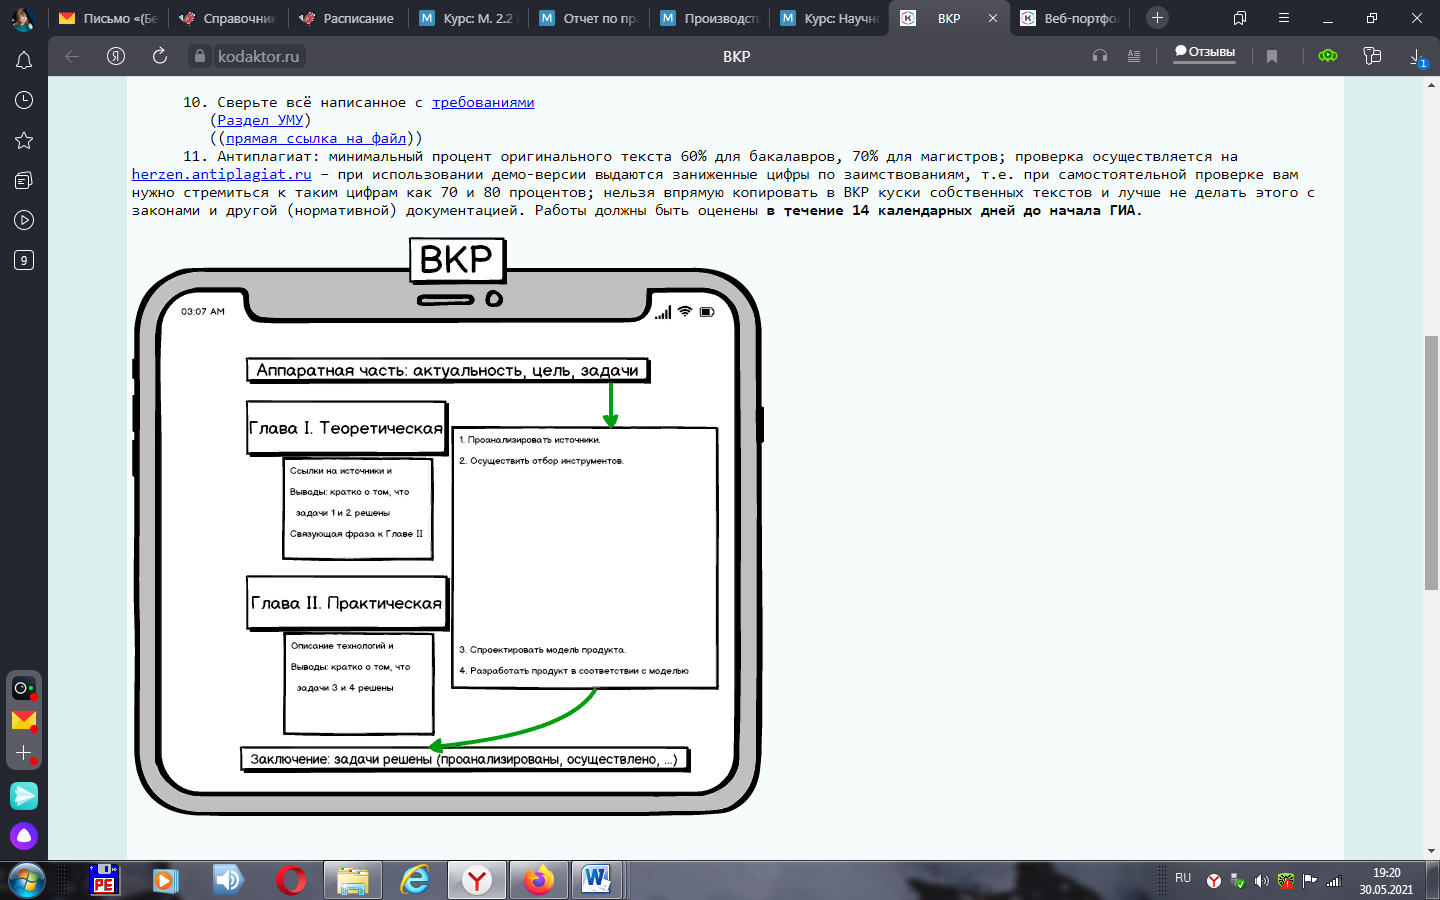 Письмо «(Бе
Справочник
Расписание
Курс: М. 2.2
Отчет по пра
Производст
Курс: Научно
ВКР
Веб-портфол
kodaktor.ru
ВКР
Отзывы
1
10. Сверьте всё написанное с требованиями
(Раздел УМУ)
((прямая ссылка на файл))
11. Антиплагиат: минимальный процент оригинального текста 60% для бакалавров, 70% для магистров; проверка осуществляется на
herzen.antiplagiat.ru – при использовании демо-версии выдаются заниженные цифры по заимствованиям, т.е. при самостоятельной проверке вам
нужно стремиться к таким цифрам как 70 и 80 процентов; нельзя впрямую копировать в ВКР куски собственных текстов и лучше не делать этого с
законами и другой (нормативной) документацией. Работы должны быть оценены в течение 14 календарных дней до начала ГИА.
9
ВКР
03:07 AM
Аппаратная часть: актуальность, цель, задачи
Глава I. Теоретическая
Ссылки на источники и
Выводы: кратко о том, что
задачи 1 и 2 решены
Связующая фраза к Главе II
1. Проанализировать источники.
2. Осуществить отбор инструментов.
Глава II. Практическая
Описание технологий и
Выводы: кратко о том, что
задачи 3 и 4 решены
3. Спроектировать модель продукта.
4. Разработать продукт в соответствии с моделью
Заключение: задачи решены (проанализированы, осуществлено, ...)
PE
RU
19:20
30.05.2021